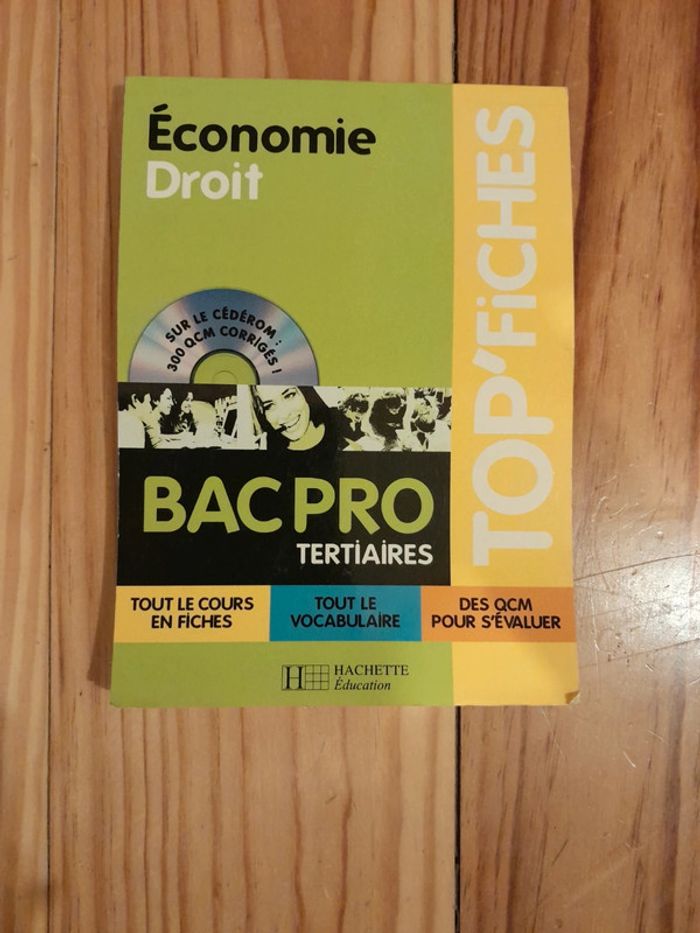 Économie
Droit
TOP'FiCHES
SUR LE CÉDÉROM :
300 QCM CORRIGÉS !
BAC PRO
TERTIAIRES
TOUT LE COURS
EN FICHES
TOUT LE
VOCABULAIRE
DES QCM
POUR S'ÉVALUER
H HACHETTE
Éducation